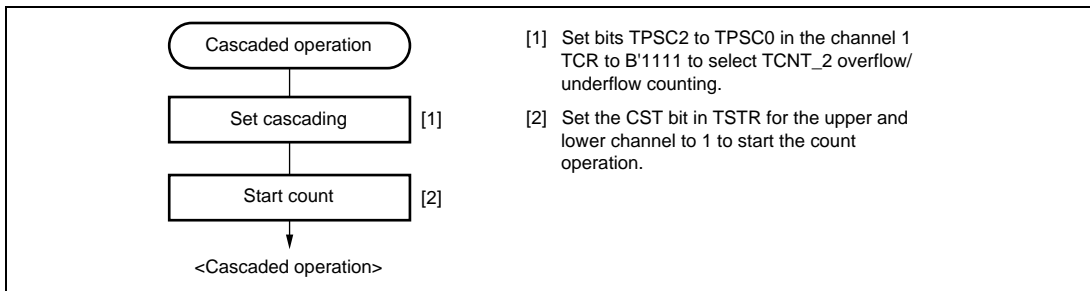 Cascaded operation
Set cascading
[1]
Start count
[2]
<Cascaded operation>
[1] Set bits TPSC2 to TPSC0 in the channel 1
TCR to B'1111 to select TCNT_2 overflow/
underflow counting.
[2] Set the CST bit in TSTR for the upper and
lower channel to 1 to start the count
operation.